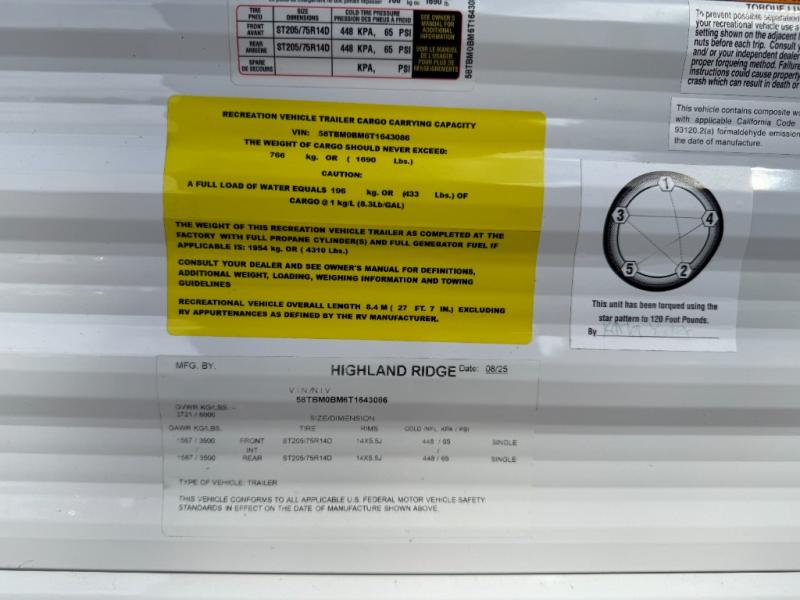 766 kg or 1690 lb
TIRE PNEU SIZE DIMENSIONS COLD TIRE PRESSURE PRESSION DES PNEUS À FROID
FRONT AVANT ST205/75R14D 448 KPA, 65 PSI
REAR ARRIÈRE ST205/75R14D 448 KPA, 65 PSI
SPARE DE SECOURS KPA, PSI
SEE OWNER'S
MANUAL FOR
ADDITIONAL
INFORMATION
VOIR LE MANUEL
DE L'USAGER
POUR PLUS DE
RENSEIGNEMENTS
58TBM0BM6T1643086
TORQUE
To prevent possible separation
your recreational vehicle use a
setting shown on the adjacent
nuts before each trip. Consult
and/or your independent dealer
proper torqueing method. Failure
instructions could cause property
crash which can result in death or
This vehicle contains composite
with applicable California Code
93120.2(a) formaldehyde emission
the date of manufacture.
RECREATION VEHICLE TRAILER CARGO CARRYING CAPACITY
VIN: 58TBM0BM6T1643086
THE WEIGHT OF CARGO SHOULD NEVER EXCEED:
766 kg. OR ( 1690 Lbs.)
CAUTION:
A FULL LOAD OF WATER EQUALS 196 kg. OR (433 Lbs.) OF
CARGO @ 1 kg/L (8.3Lb/GAL)
THE WEIGHT OF THIS RECREATION VEHICLE TRAILER AS COMPLETED AT THE
FACTORY WITH FULL PROPANE CYLINDER(S) AND FULL GENERATOR FUEL IF
APPLICABLE IS: 1954 kg. OR ( 4310 Lbs.)
CONSULT YOUR DEALER AND SEE OWNER'S MANUAL FOR DEFINITIONS,
ADDITIONAL WEIGHT, LOADING, WEIGHING INFORMATION AND TOWING
GUIDELINES
RECREATIONAL VEHICLE OVERALL LENGTH 8.4 M ( 27 FT. 7 IN.) EXCLUDING
RV APPURTENANCES AS DEFINED BY THE RV MANUFACTURER.
1
3
4
5
2
This unit has been torqued using the
star pattern to 120 Foot Pounds.
By
MFG. BY. HIGHLAND RIDGE Date: 08/25
V I N /N I V
58TBM0BM6T1643086
GVWR KG/LBS. -
2721 / 6000
SIZE/DIMENSION
GAWR KG/LBS. TIRE RIMS COLD INFL. KPA / PSI
1587 / 3500 FRONT ST205/75R14D 14X5.5J 448 / 65 SINGLE
INT /
1587 / 3500 REAR ST205/75R14D 14X5.5J 448 / 65 SINGLE
TYPE OF VEHICLE: TRAILER
THIS VEHICLE CONFORMS TO ALL APPLICABLE U.S. FEDERAL MOTOR VEHICLE SAFETY
STANDARDS IN EFFECT ON THE DATE OF MANUFACTURE SHOWN ABOVE.